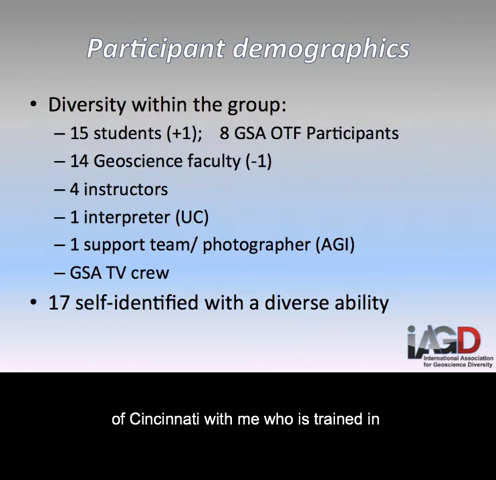 Participant demographics
• Diversity within the group:
– 15 students (+1); 8 GSA OTF Participants
– 14 Geoscience faculty (-1)
– 4 instructors
– 1 interpreter (UC)
– 1 support team/ photographer (AGI)
– GSA TV crew
• 17 self-identified with a diverse ability
iAGD
International Association
for Geoscience Diversity
of Cincinnati with me who is trained in